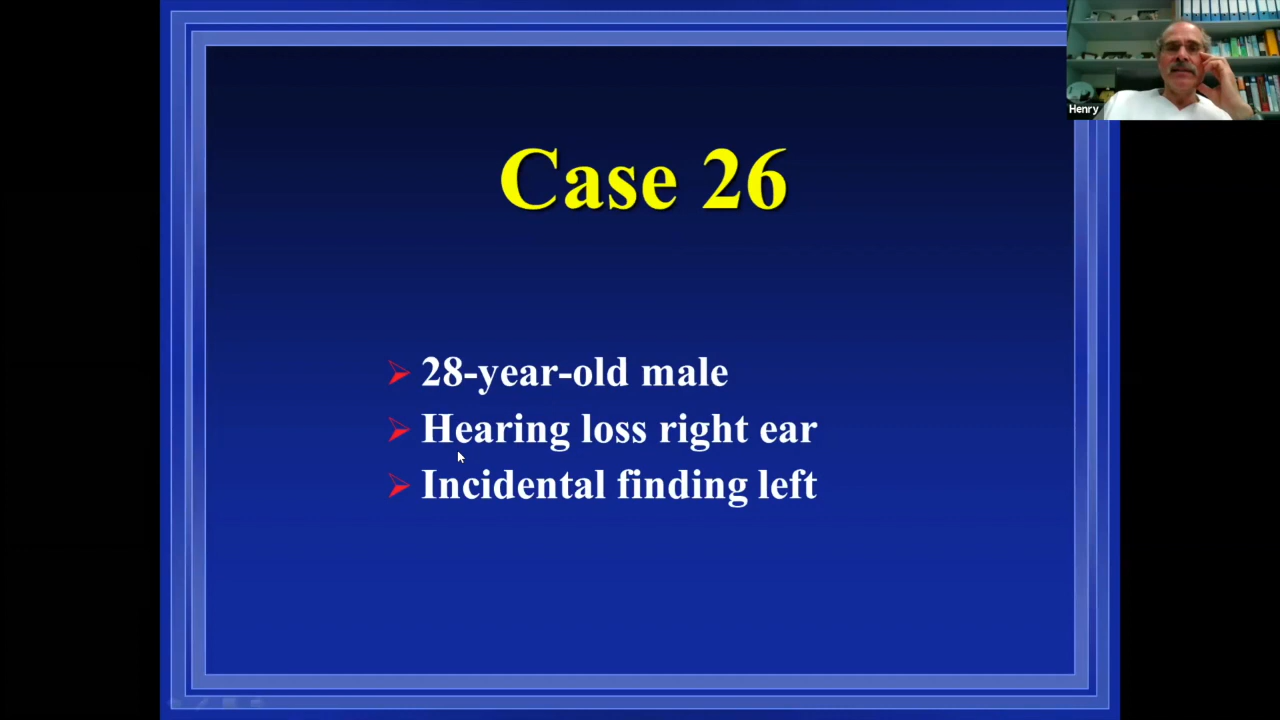 Henry
Case 26
28-year-old male
Hearing loss right ear
Incidental finding left